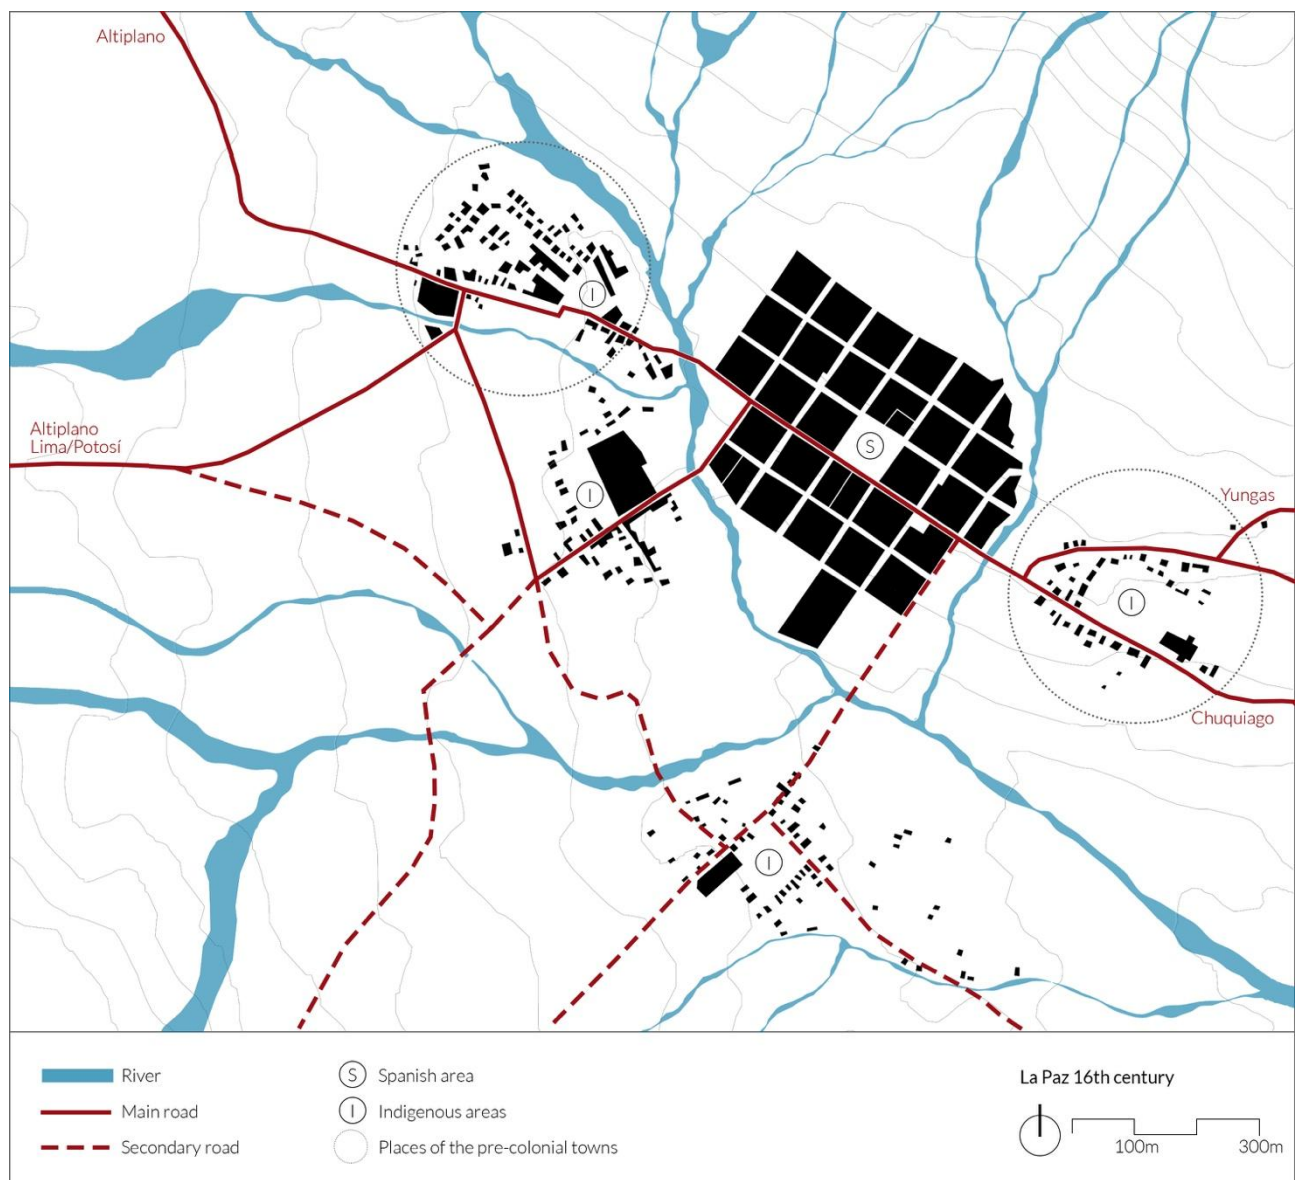 Altiplano
I
Altiplano
Lima/Potosí
S
I
Yungas
I
Chuquiago
I
River
S Spanish area
La Paz 16th century
Main road
I Indigenous areas
Secondary road
Places of the pre-colonial towns
100m 300m